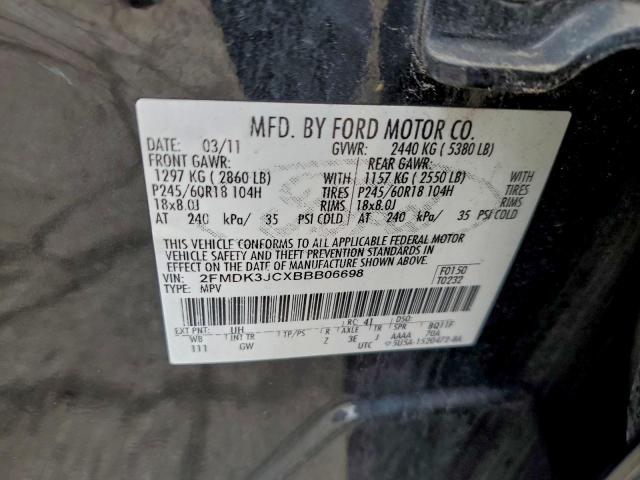 MFD. BY FORD MOTOR CO.
DATE: 03/11 GVWR: 2440 KG ( 5380 LB)
FRONT GAWR: REAR GAWR:
1297 KG ( 2860 LB) 1157 KG ( 2550 LB)
P245/60R18 104H TIRES P245/60R18 104H TIRES
18x8.0J RIMS 18x8.0J RIMS
AT 240 kPa/ 35 PSI COLD AT 240 kPa/ 35 PSI COLD
THIS VEHICLE CONFORMS TO ALL APPLICABLE FEDERAL MOTOR
VEHICLE SAFETY AND THEFT PREVENTION STANDARDS IN
EFFECT ON THE DATE OF MANUFACTURE SHOWN ABOVE.
VIN: 2FMDK3JCXBBB06698 F0150
TYPE: MPV T0232
EXT PNT: UH RC: 41 BQ11F
WB INT TR TP/PS R AXLE TR SPR
111 GW Z 3E J AAAA 70A
UTC